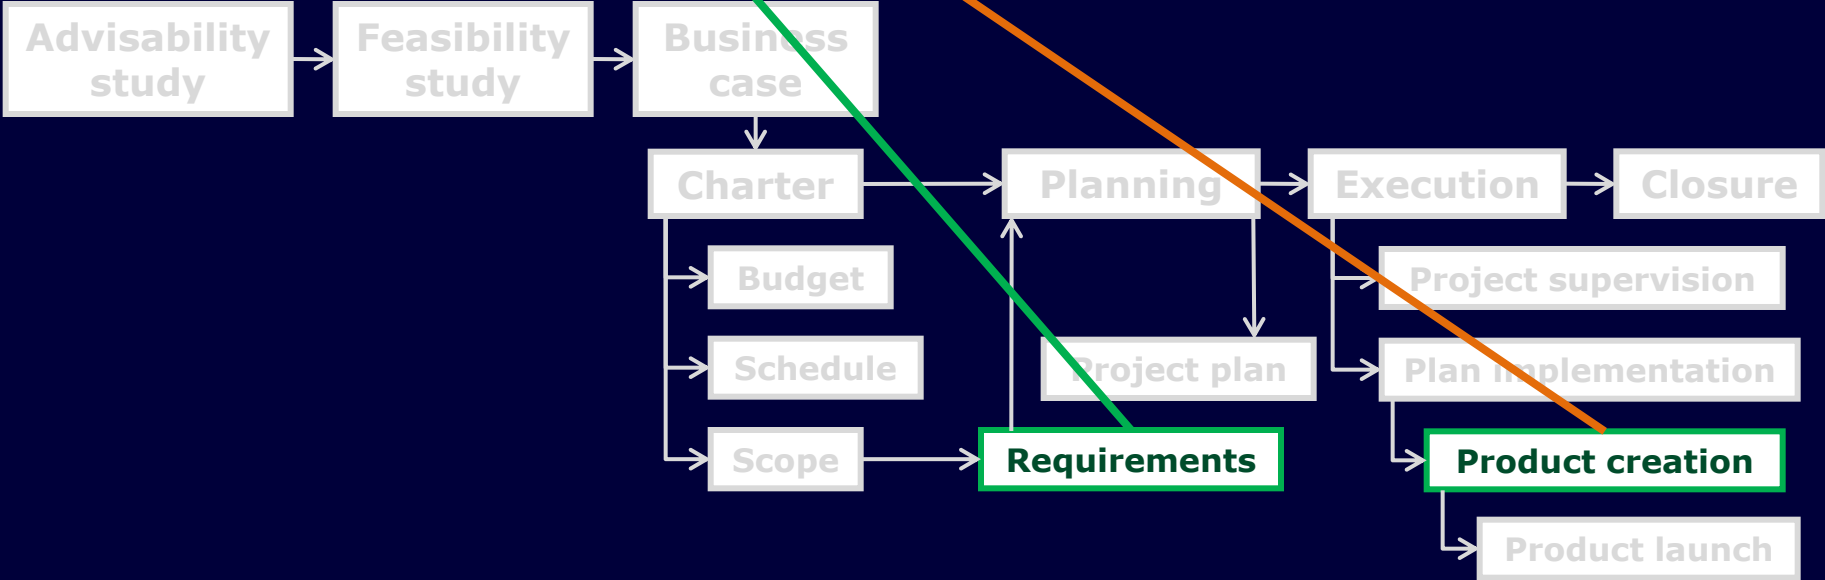 Advisability
study
Feasibility
study
Business
case
Charter
Planning
Execution
Closure
Budget
Project supervision
Schedule
Project plan
Plan implementation
Scope
Requirements
Product creation
Product launch